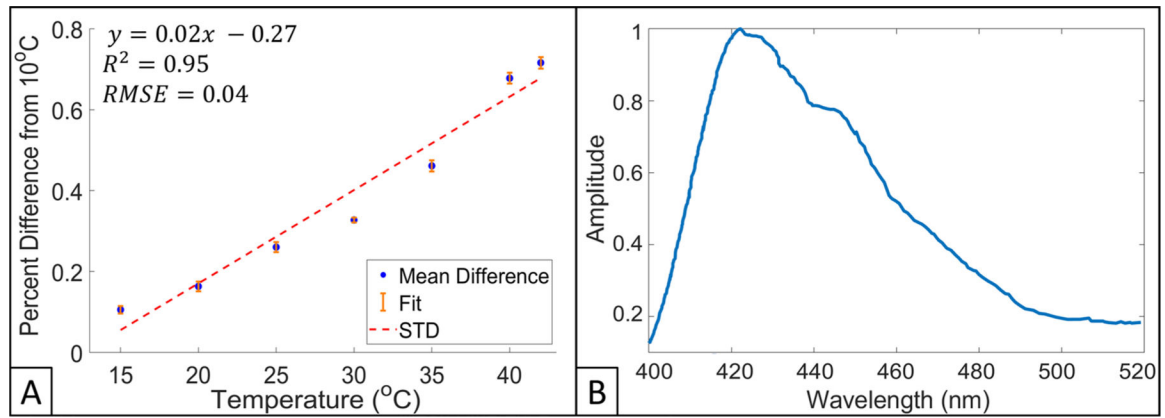 y = 0.02x − 0.27
R² = 0.95
RMSE = 0.04
Percent Difference from 10°C
0.8
0.6
0.4
0.2
0
15 20 25 30 35 40
Temperature (°C)
Mean Difference
Fit
STD
A
Amplitude
1
0.8
0.6
0.4
0.2
400 420 440 460 480 500 520
Wavelength (nm)
B